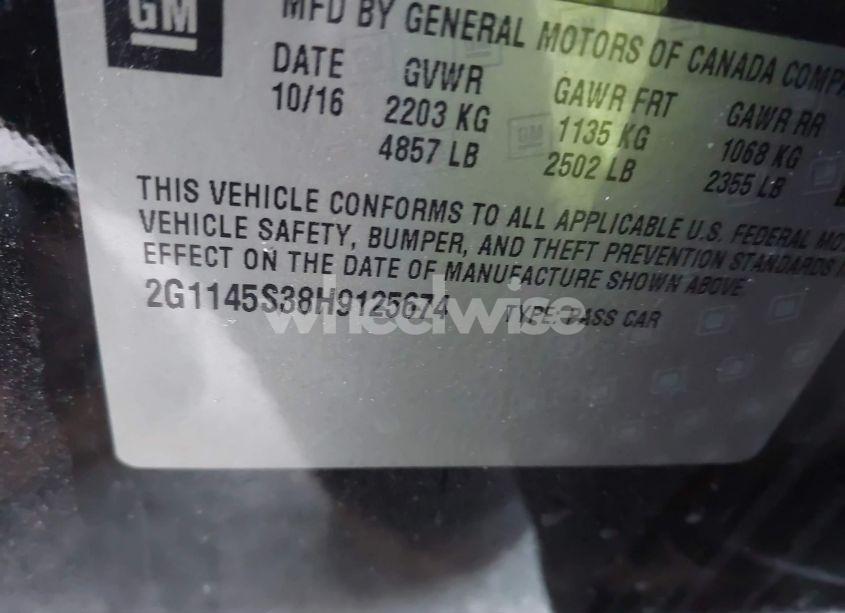 GM
MFD BY GENERAL MOTORS OF CANADA
DATE GVWR GAWR FRT GAWR RR
10/16 2203 KG 1135 KG 1068 KG
4857 LB 2502 LB 2355 LB
THIS VEHICLE CONFORMS TO ALL APPLICABLE U.S. FEDERAL
VEHICLE SAFETY, BUMPER, AND THEFT PREVENTION STANDARDS
EFFECT ON THE DATE OF MANUFACTURE SHOWN ABOVE
2G1145S38H9125674 TYPE: PASS CAR
wheelwise